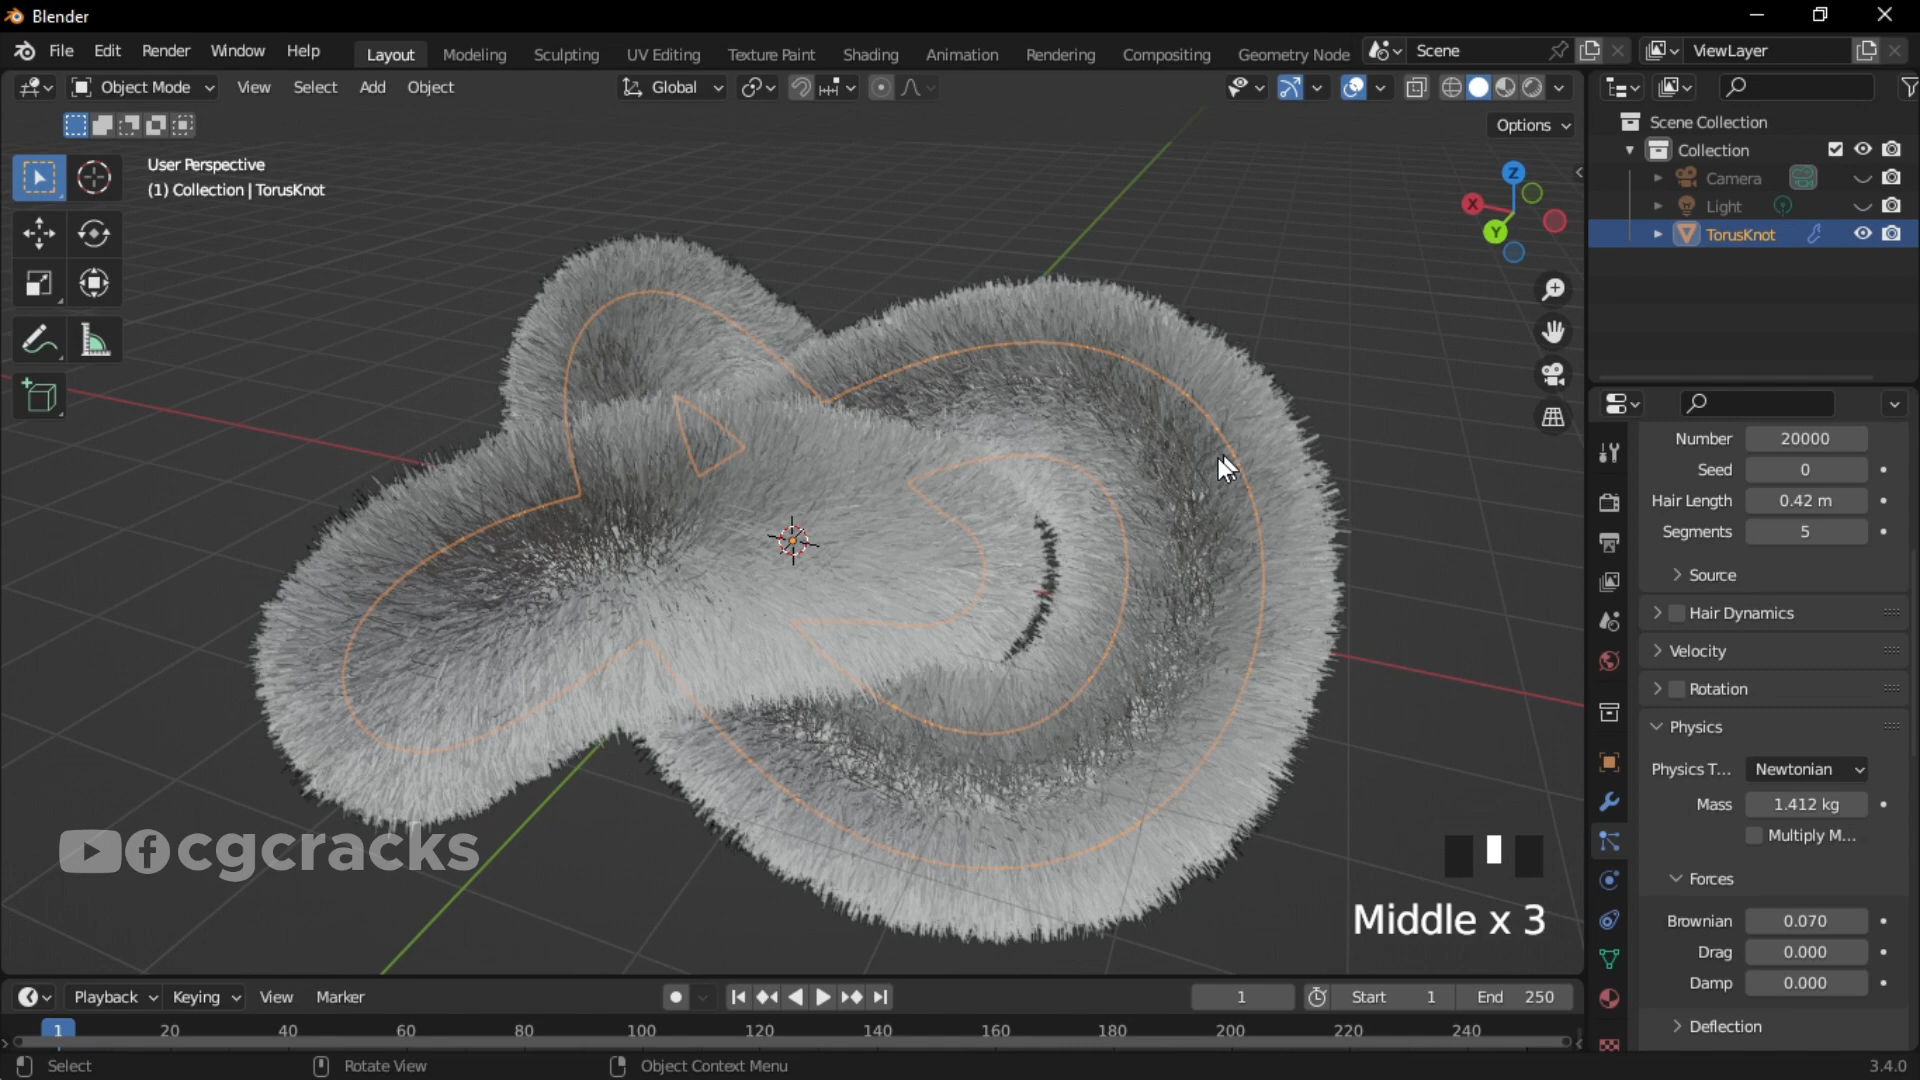 Blender
File Edit Render Window Help
Layout Modeling Sculpting UV Editing Texture Paint Shading Animation Rendering Compositing Geometry Node
Scene
ViewLayer
Object Mode View Select Add Object
Global
Options
User Perspective
(1) Collection | TorusKnot
Z
X
Y
Scene Collection
Collection
Camera
Light
TorusKnot
Number 20000
Seed 0
Hair Length 0.42 m
Segments 5
Source
Hair Dynamics
Velocity
Rotation
Physics
Physics T... Newtonian
Mass 1.412 kg
Multiply M...
Forces
Brownian 0.070
Drag 0.000
Damp 0.000
Deflection
cgcracks
Middle x 3
Playback Keying View Marker
1 Start 1 End 250
1 20 40 60 80 100 120 140 160 180 200 220 240
Select Rotate View Object Context Menu 3.4.0